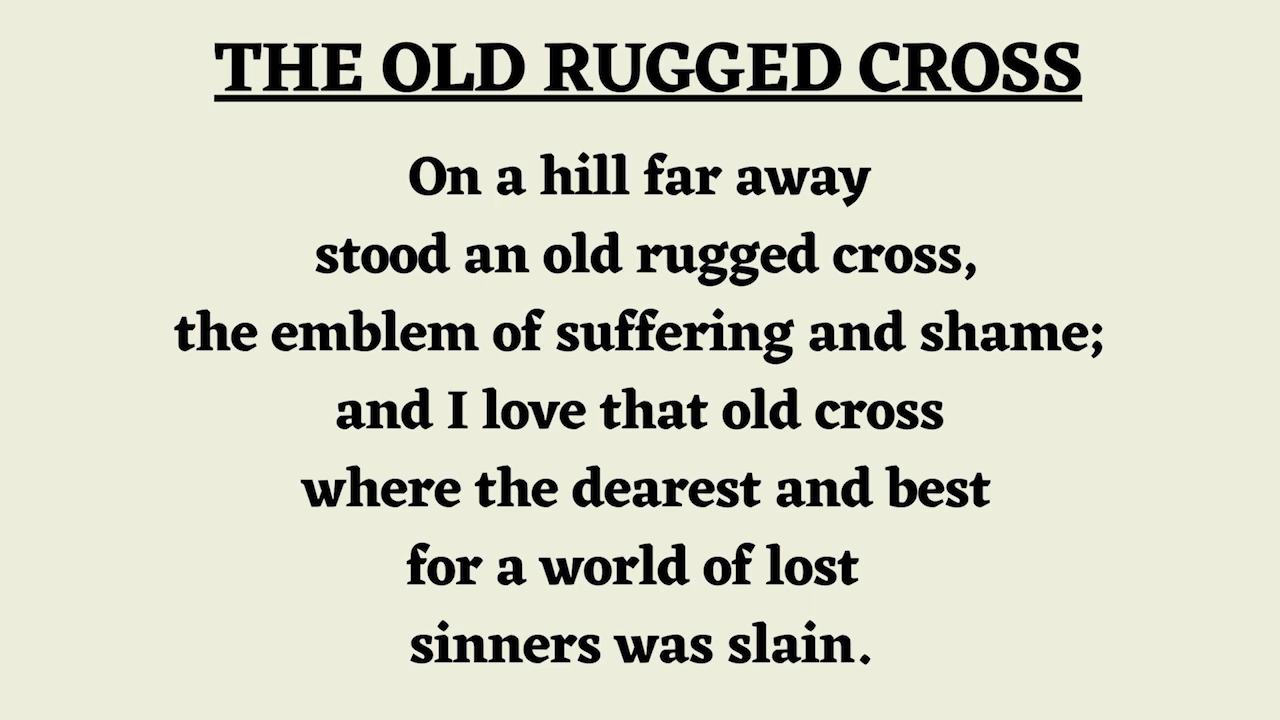 THE OLD RUGGED CROSS
On a hill far away
stood an old rugged cross,
the emblem of suffering and shame;
and I love that old cross
where the dearest and best
for a world of lost
sinners was slain.